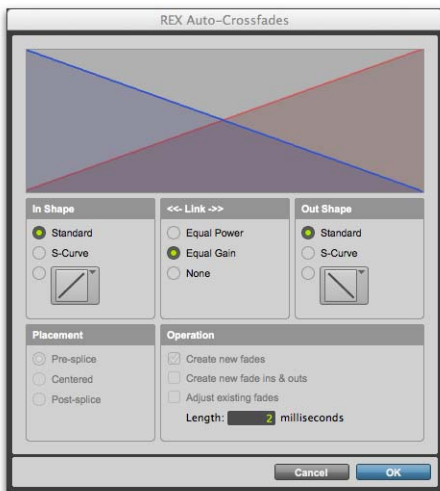 REX Auto-Crossfades
In Shape
Standard
S-Curve
<<- Link ->>
Equal Power
Equal Gain
None
Out Shape
Standard
S-Curve
Placement
Pre-splice
Centered
Post-splice
Operation
Create new fades
Create new fade ins & outs
Adjust existing fades
Length: 2 milliseconds
Cancel
OK